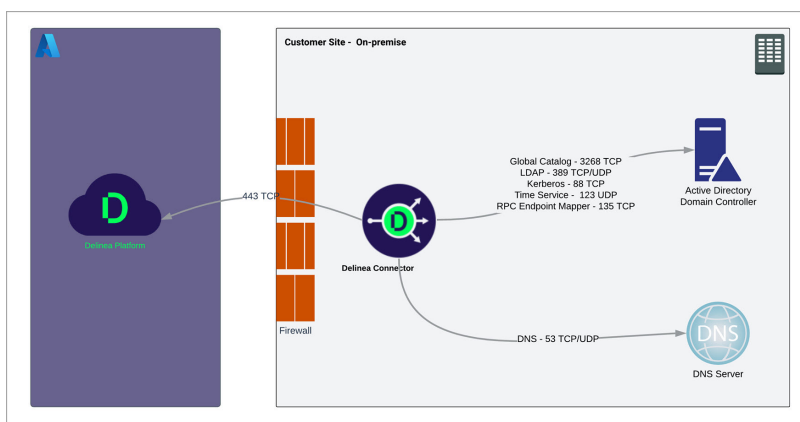 Customer Site - On-premise
Global Catalog - 3268 TCP
LDAP - 389 TCP/UDP
Kerberos - 88 TCP
Time Service - 123 UDP
RPC Endpoint Mapper - 135 TCP
Active Directory
Domain Controller
443 TCP
D
D
Delinea Platform
Delinea Connector
Firewall
DNS - 53 TCP/UDP
DNS
DNS Server